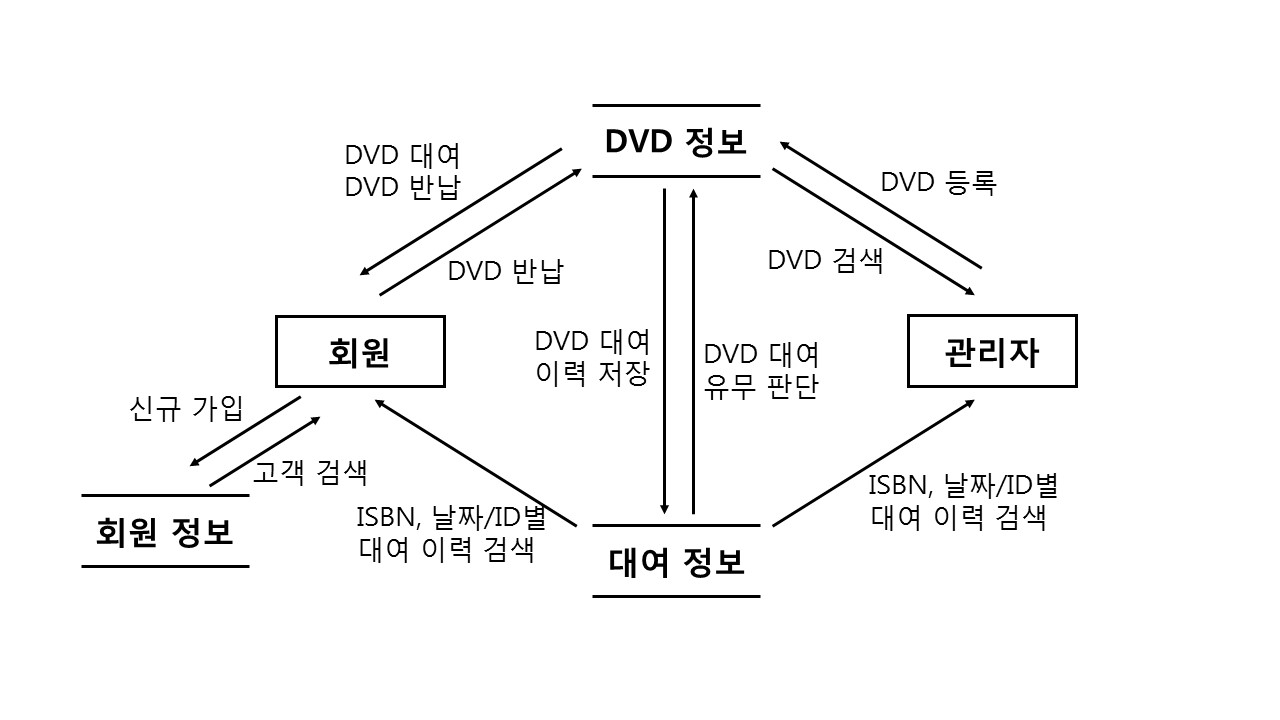 DVD 정보
DVD 대여
DVD 반납
DVD 등록
DVD 검색
DVD 반납
회원
DVD 대여
이력 저장
DVD 대여
유무 판단
관리자
신규 가입
고객 검색
ISBN, 날짜/ID별
대여 이력 검색
ISBN, 날짜/ID별
대여 이력 검색
회원 정보
대여 정보